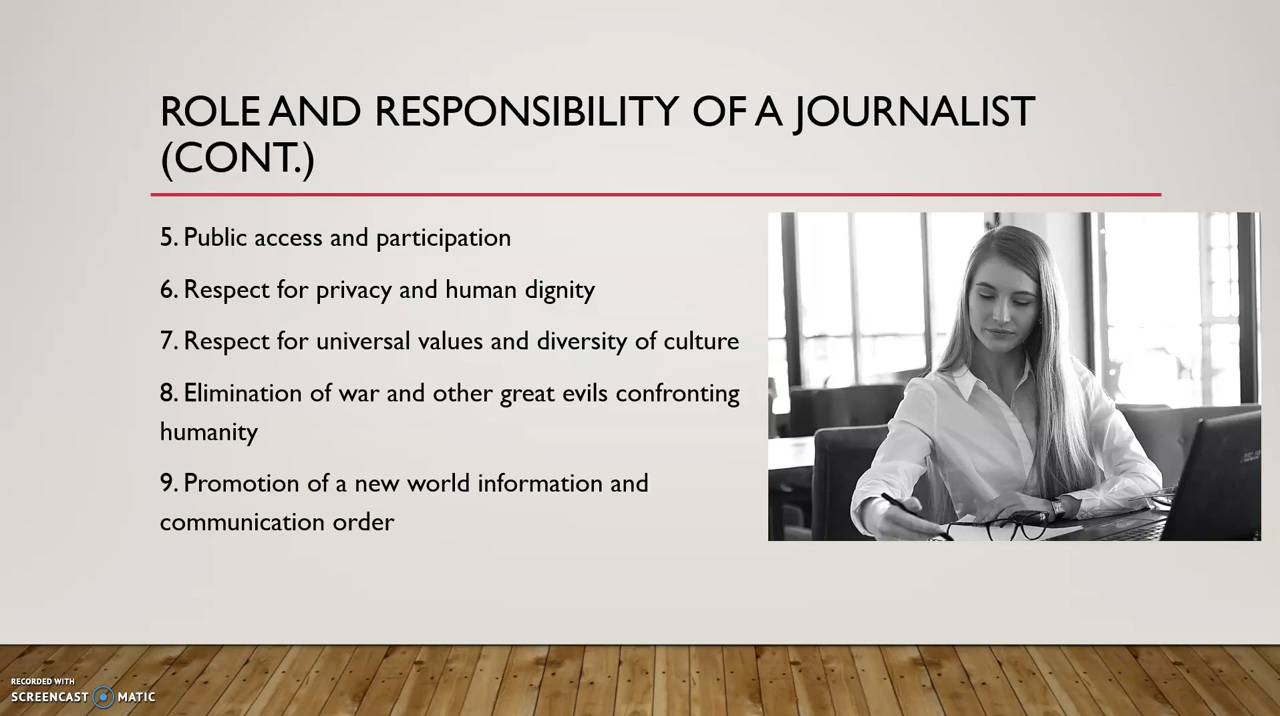 ROLE AND RESPONSIBILITY OF A JOURNALIST
(CONT.)
5. Public access and participation
6. Respect for privacy and human dignity
7. Respect for universal values and diversity of culture
8. Elimination of war and other great evils confronting
humanity
9. Promotion of a new world information and
communication order
RECORDED WITH
SCREENCAST MATIC